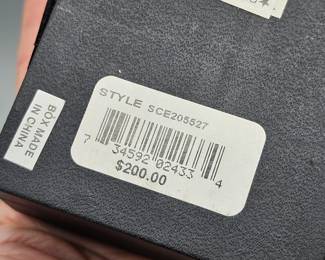 STYLE SCE205527
7 34592 02433 4
$200.00
BOX MADE
IN CHINA